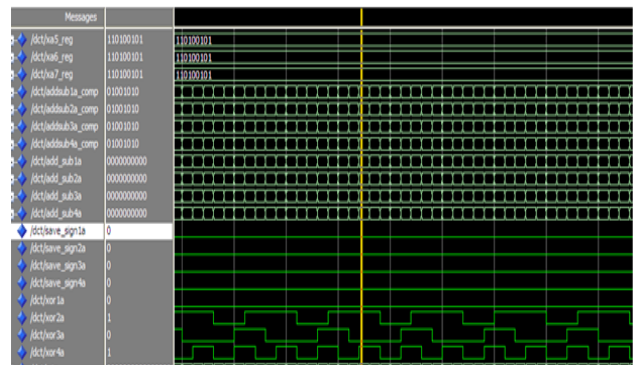 Messages
/dct/xa5_reg 110100101 110100101
/dct/xa6_reg 110100101 110100101
/dct/xa7_reg 110100101 110100101
/dct/addsub1a_comp 01001010
/dct/addsub2a_comp 01001010
/dct/addsub3a_comp 01001010
/dct/addsub4a_comp 01001010
/dct/add_sub1a 0000000000
/dct/add_sub2a 0000000000
/dct/add_sub3a 0000000000
/dct/add_sub4a 0000000000
/dct/save_sign1a 0
/dct/save_sign2a 0
/dct/save_sign3a 0
/dct/save_sign4a 0
/dct/xor1a 0
/dct/xor2a 1
/dct/xor3a 0
/dct/xor4a 1